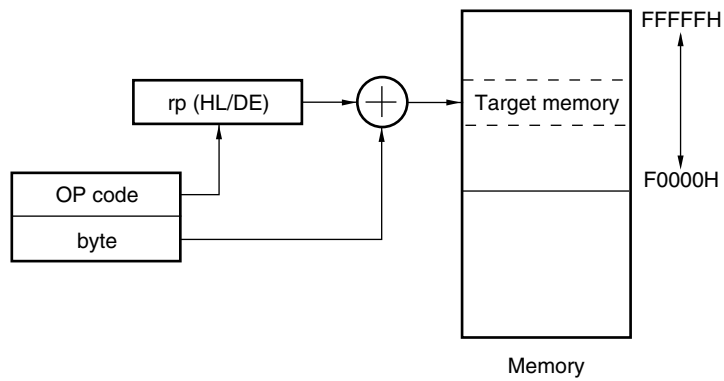 FFFFFH
rp (HL/DE)
Target memory
OP code
F0000H
byte
Memory